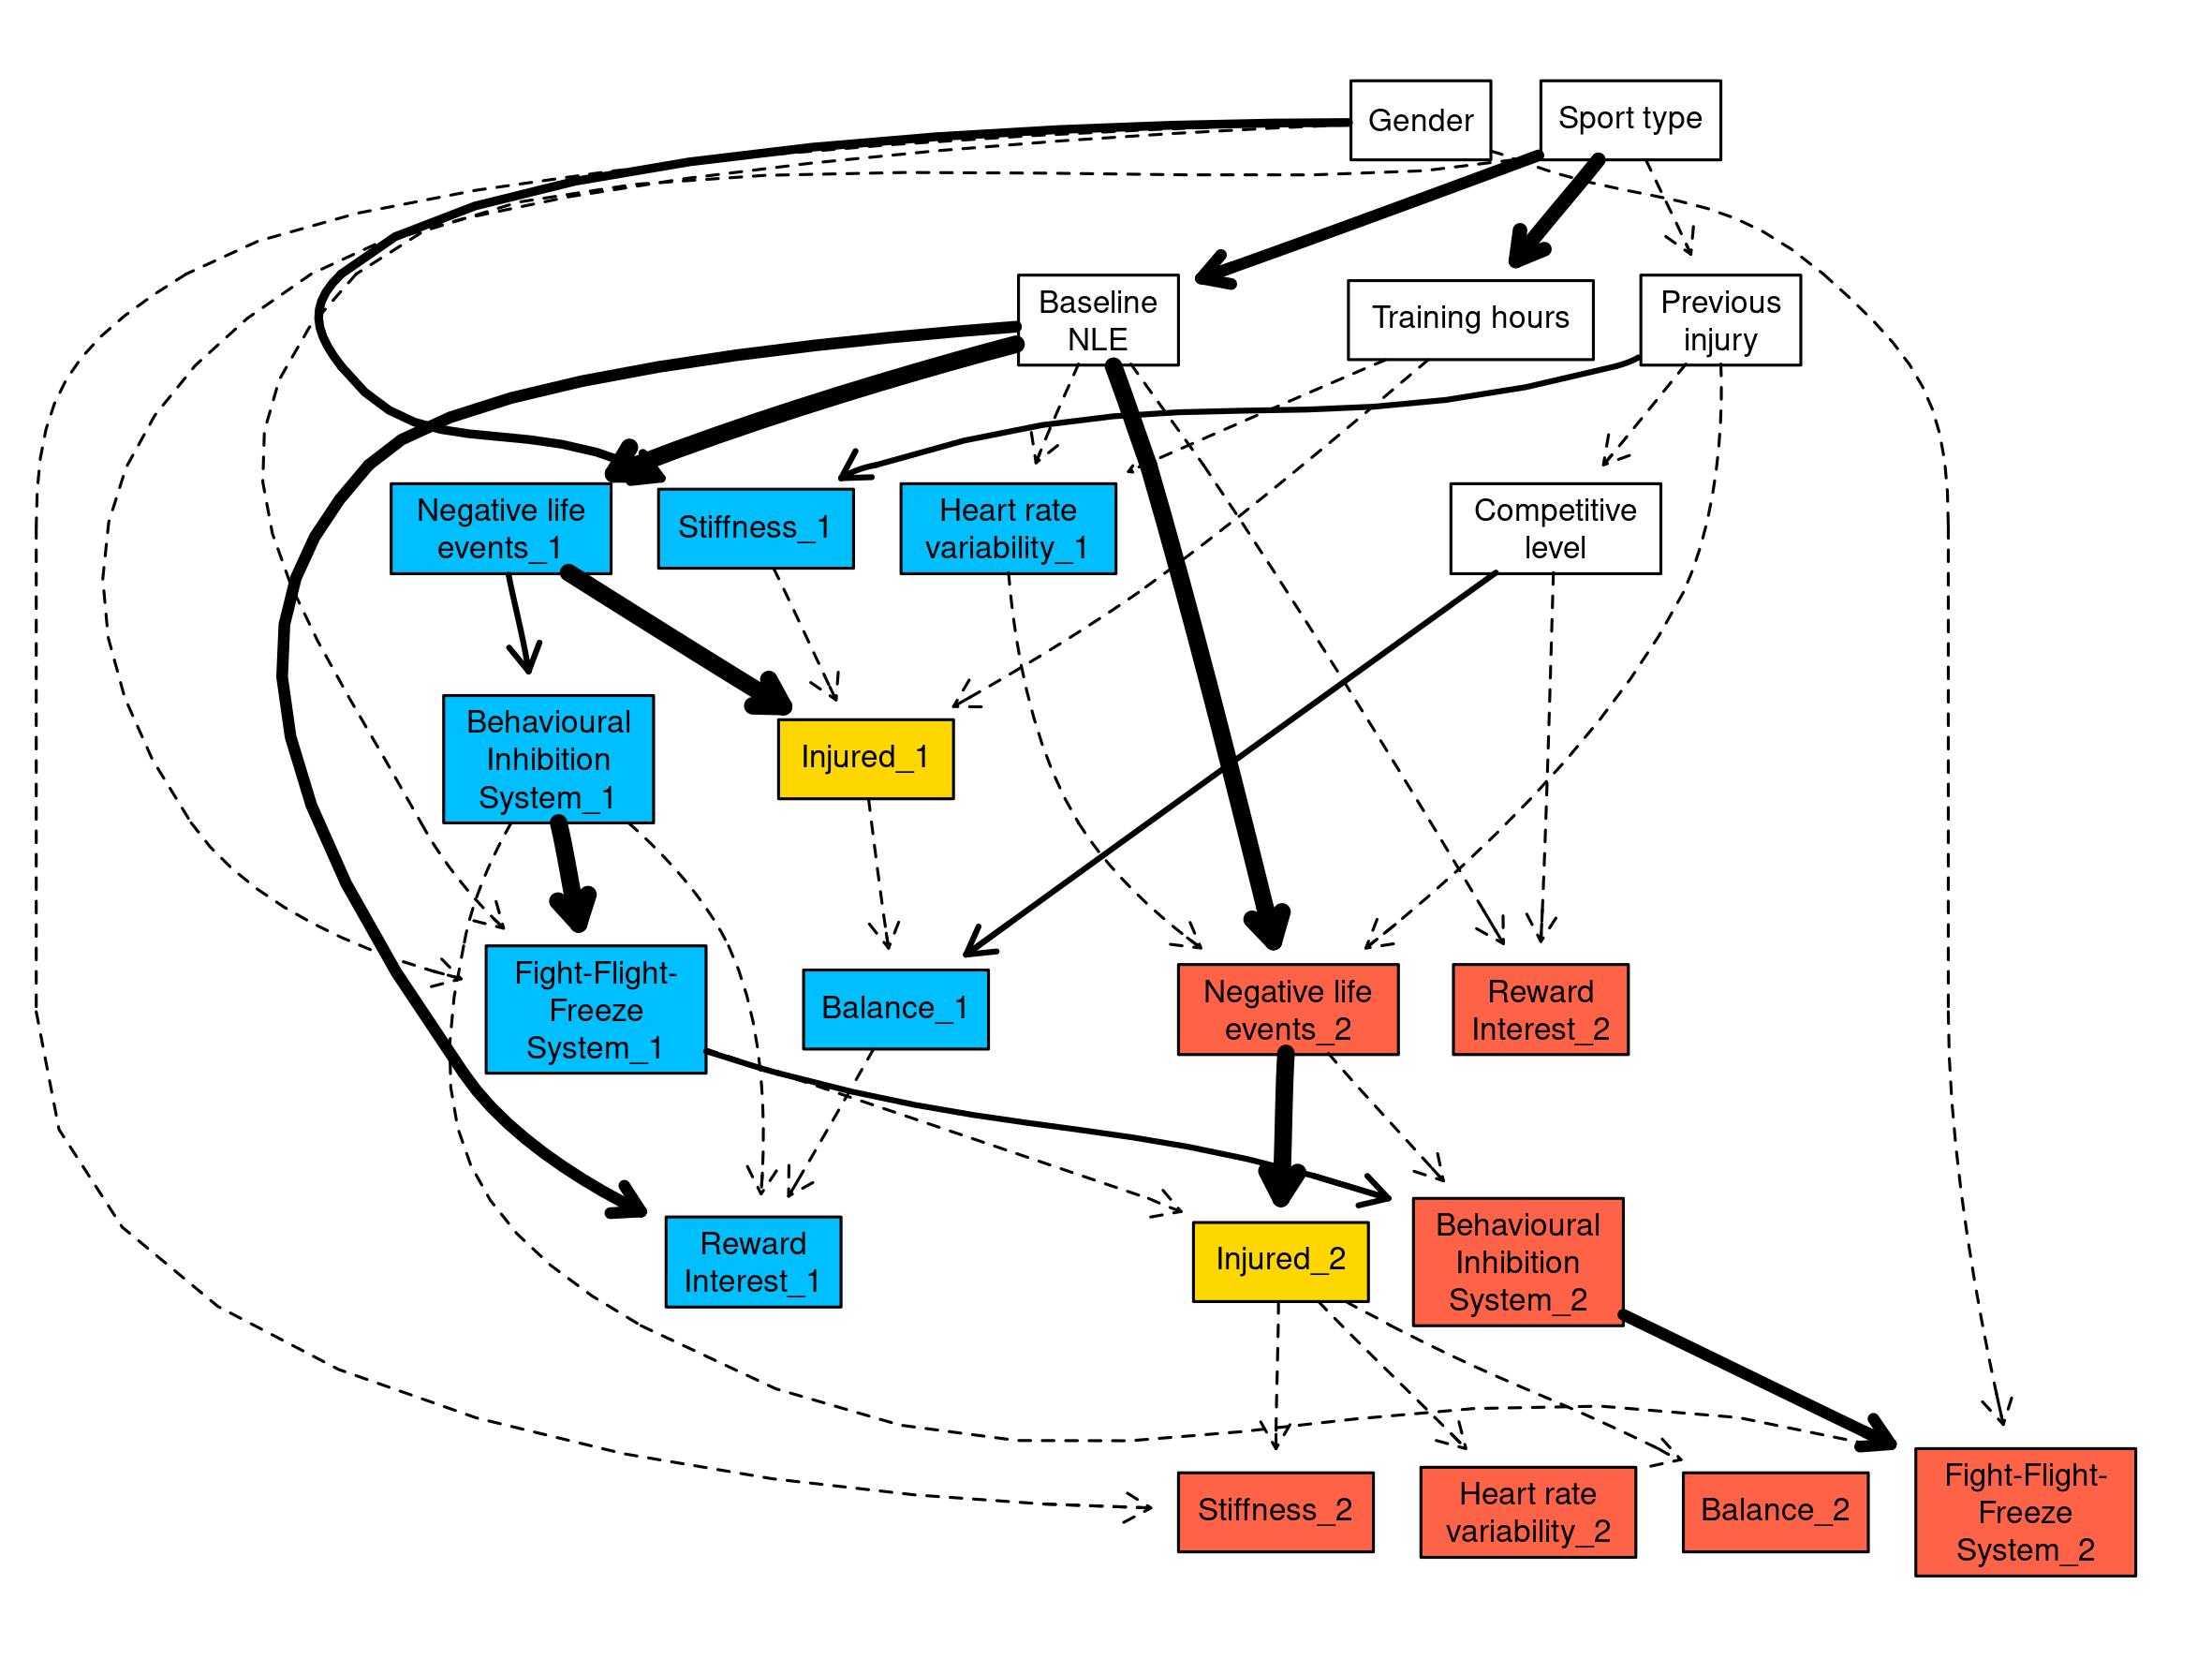 Gender
Sport type
Baseline
NLE
Training hours
Previous
injury
Negative life
events_1
Stiffness_1
Heart rate
variability_1
Competitive
level
Behavioural
Inhibition
System_1
Injured_1
Fight-Flight-
Freeze
System_1
Balance_1
Negative life
events_2
Reward
Interest_2
Reward
Interest_1
Injured_2
Behavioural
Inhibition
System_2
Stiffness_2
Heart rate
variability_2
Balance_2
Fight-Flight-
Freeze
System_2